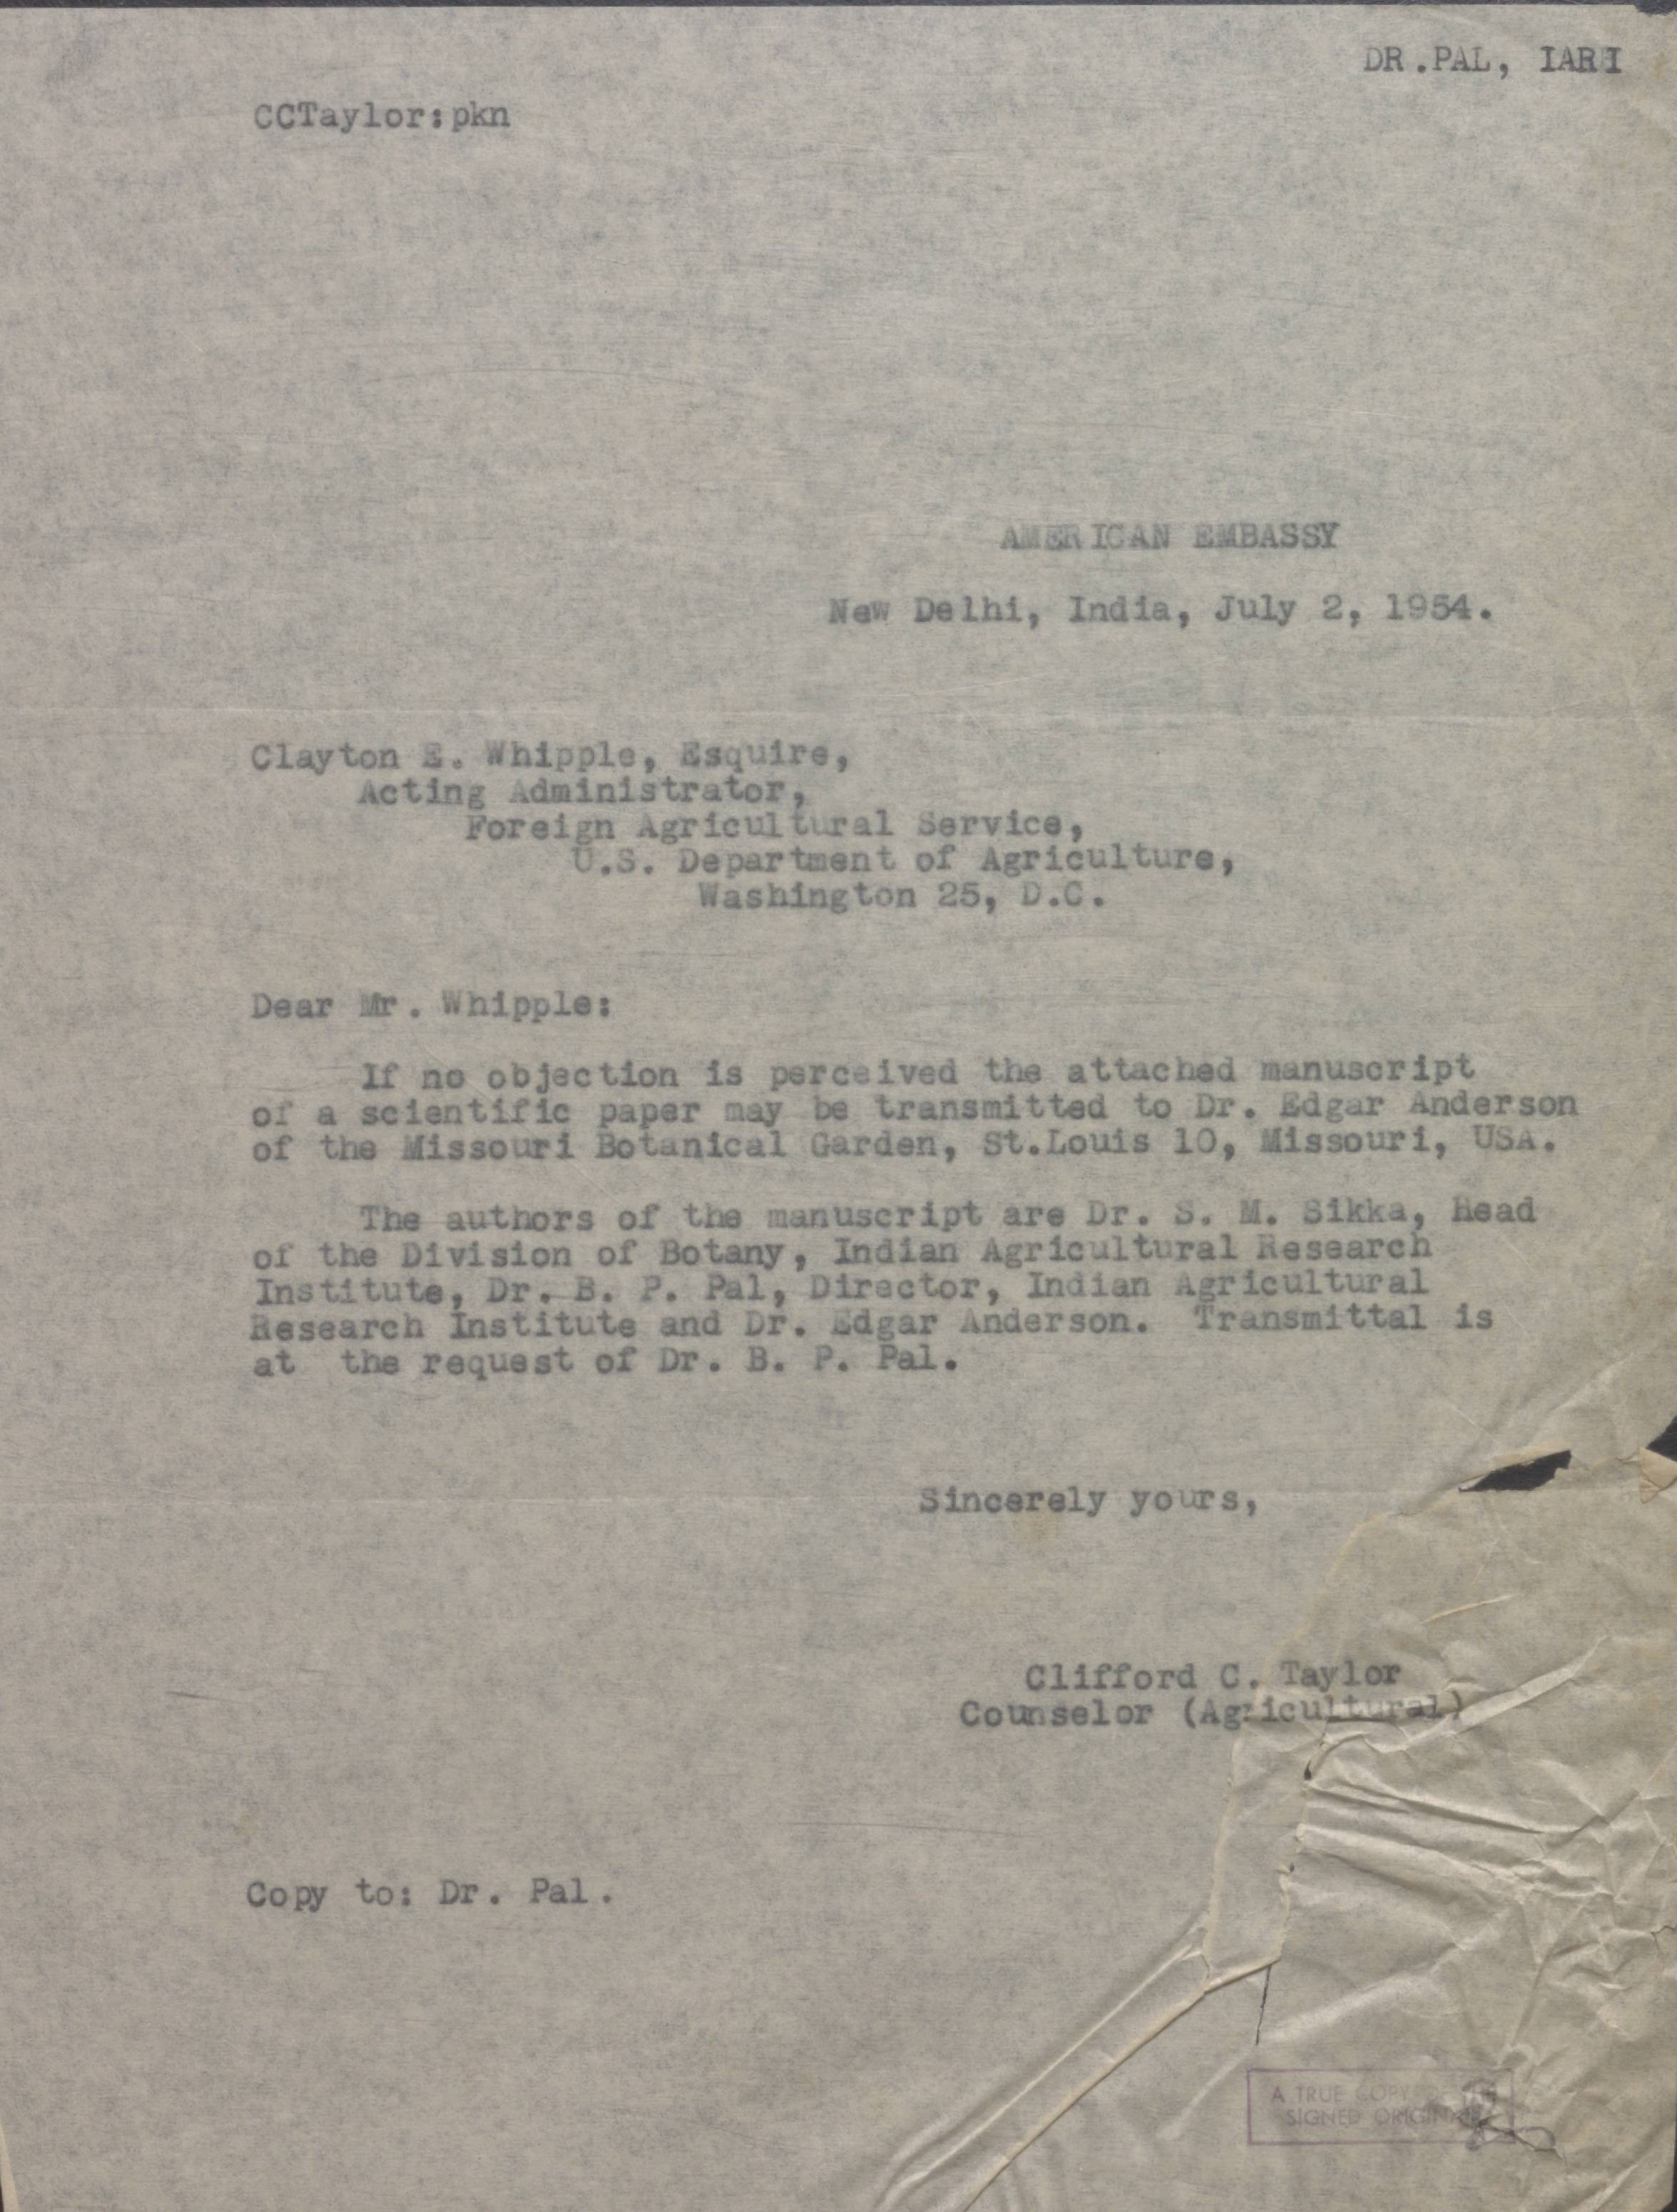 DR.PAL, IARI
CCTaylor:pkn
AMERICAN EMBASSY
New Delhi, India, July 2, 1954.
Clayton E. Whipple, Esquire,
Acting Administrator,
Foreign Agricultural Service,
U.S. Department of Agriculture,
Washington 25, D.C.
Dear Mr. Whipple:
If no objection is perceived the attached manuscript
of a scientific paper may be transmitted to Dr. Edgar Anderson
of the Missouri Botanical Garden, St.Louis 10, Missouri, USA.
The authors of the manuscript are Dr. S. M. Sikka, Head
of the Division of Botany, Indian Agricultural Research
Institute, Dr. B. P. Pal, Director, Indian Agricultural
Research Institute and Dr. Edgar Anderson. Transmittal is
at the request of Dr. B. P. Pal.
Sincerely yours,
Clifford C. Taylor
Counselor (Agricultural)
Copy to: Dr. Pal.
A TRUE COPY
SIGNED